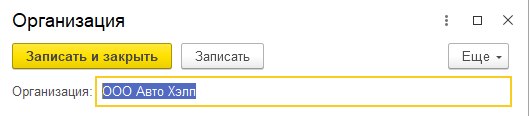 Организация
Записать и закрыть Записать Еще
Организация: ООО Авто Хэлп